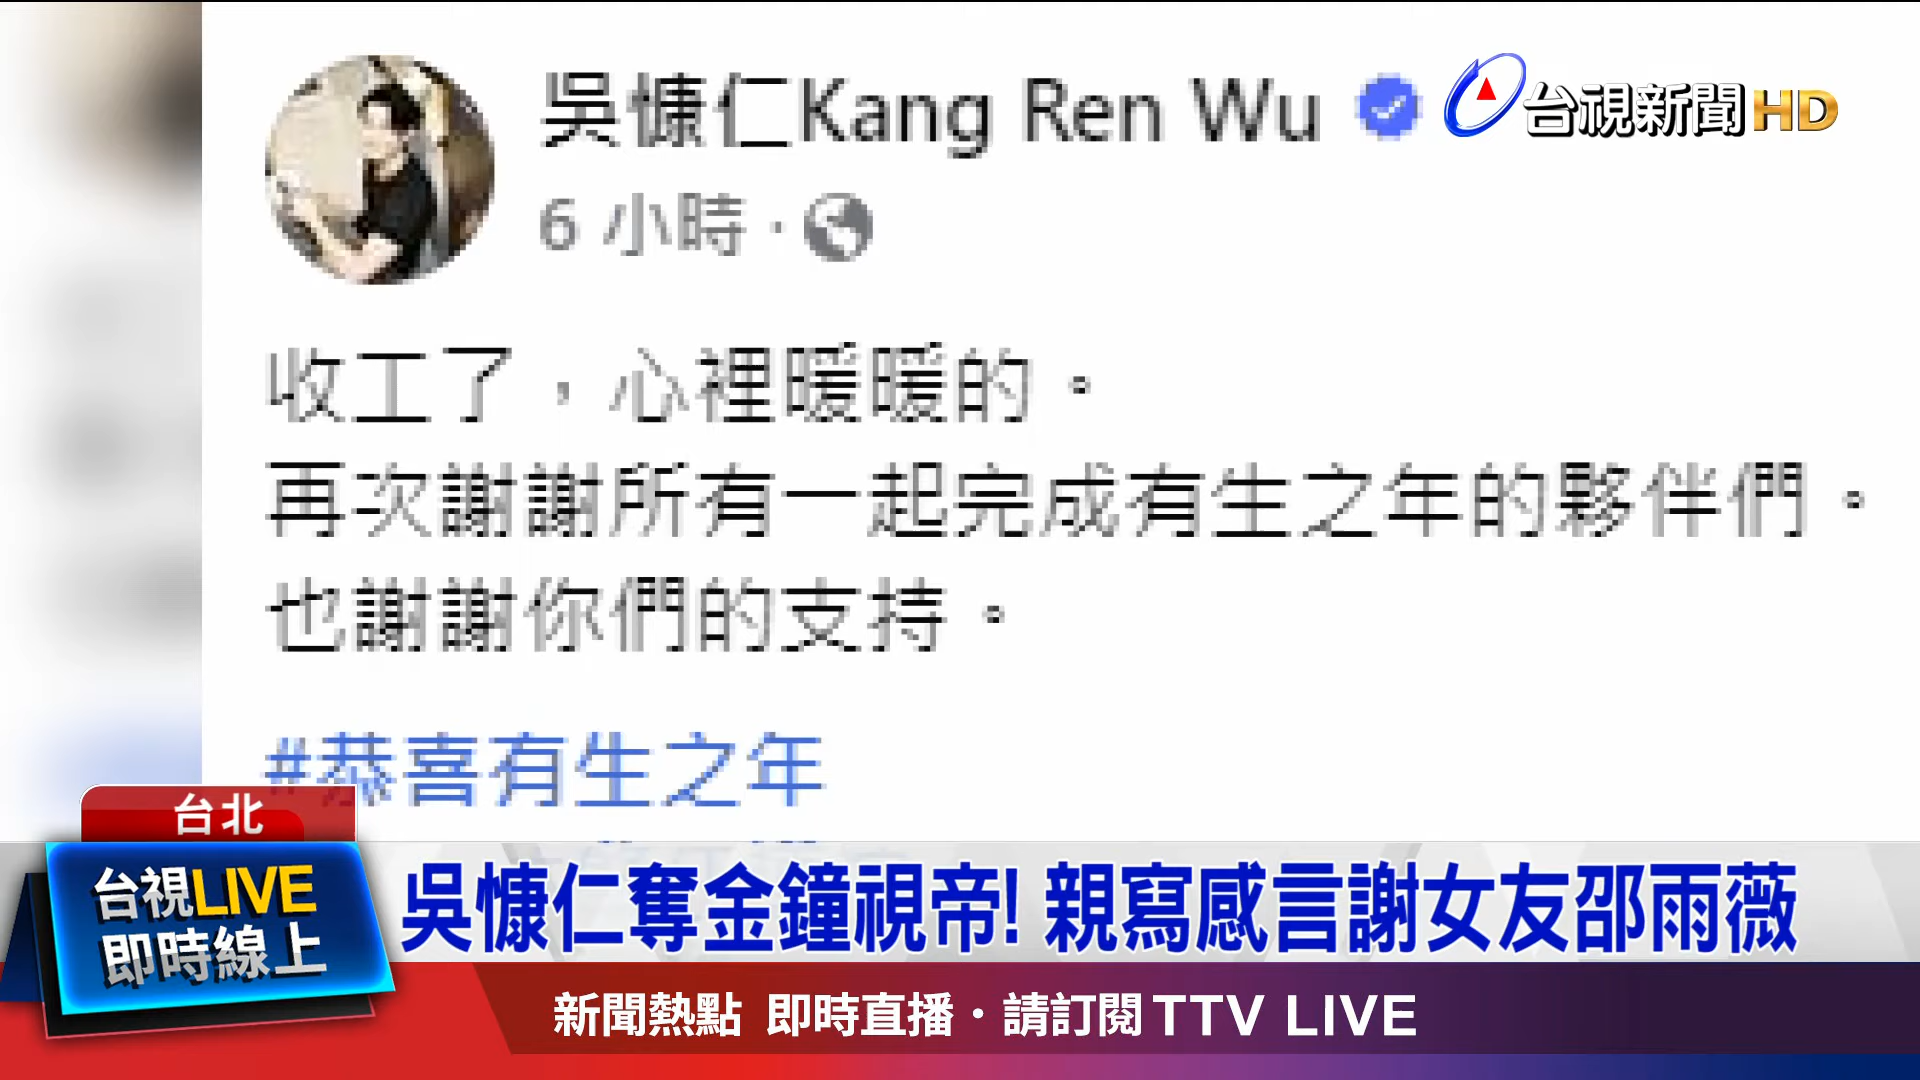 吳慷仁Kang Ren Wu
台視新聞HD
6 小時 ·
收工了，心裡暖暖的。
再次謝謝所有一起完成有生之年的夥伴們。
也謝謝你們的支持。
#恭喜有生之年
台北
台視LIVE
即時線上
吳慷仁奪金鐘視帝! 親寫感言謝女友邵雨薇
新聞熱點 即時直播·請訂閱TTV LIVE